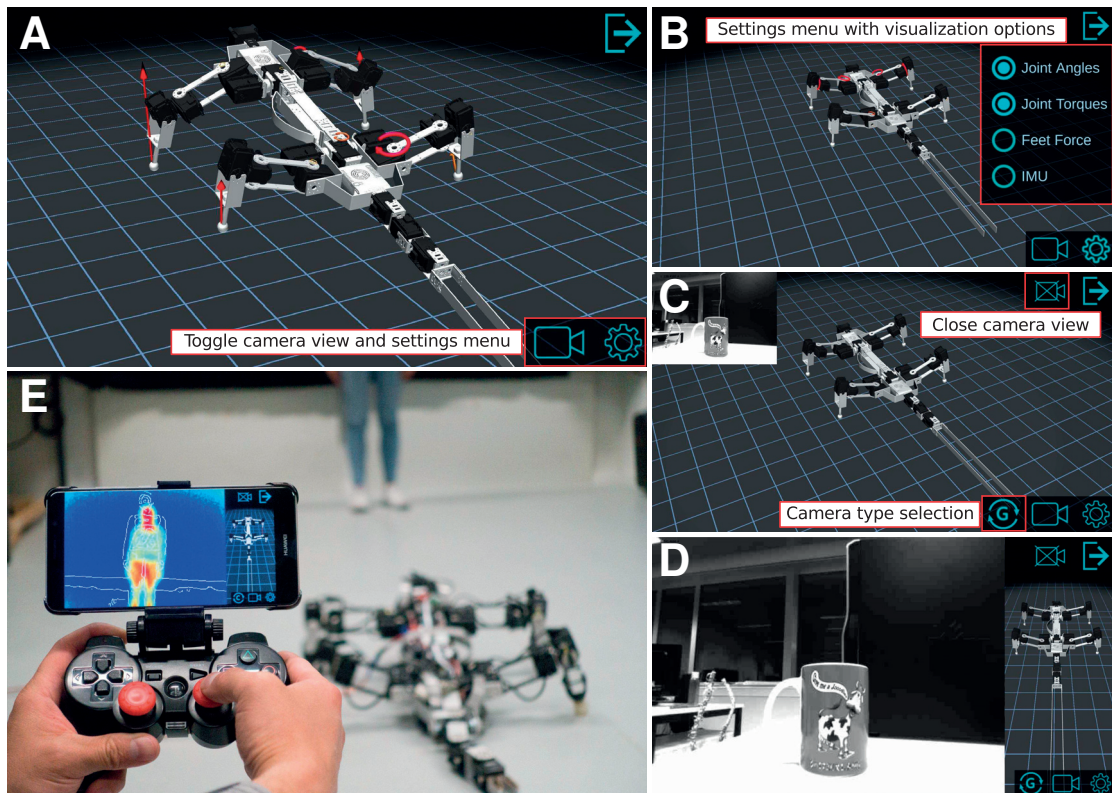 A
Toggle camera view and settings menu
B
Settings menu with visualization options
Joint Angles
Joint Torques
Feet Force
IMU
C
Close camera view
Camera type selection
G
D
G
E
HUAWEI
G